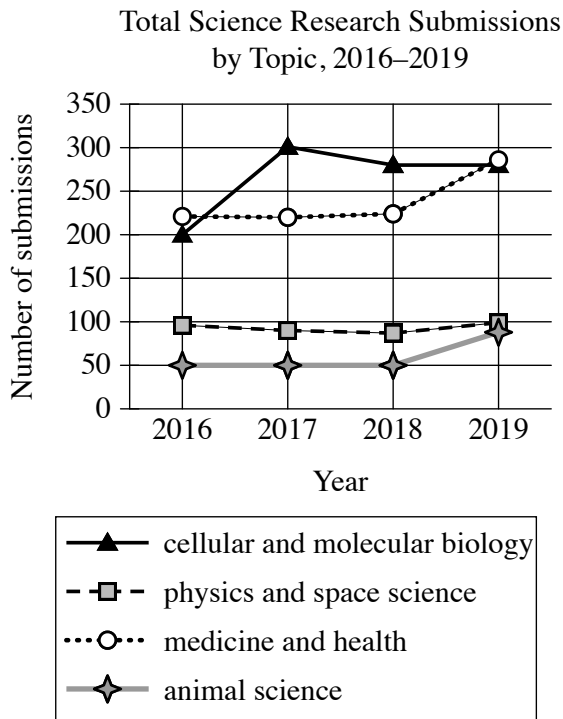 Total Science Research Submissions
by Topic, 2016–2019
Number of submissions
350
300
250
200
150
100
50
0
2016 2017 2018 2019
Year
cellular and molecular biology
physics and space science
medicine and health
animal science